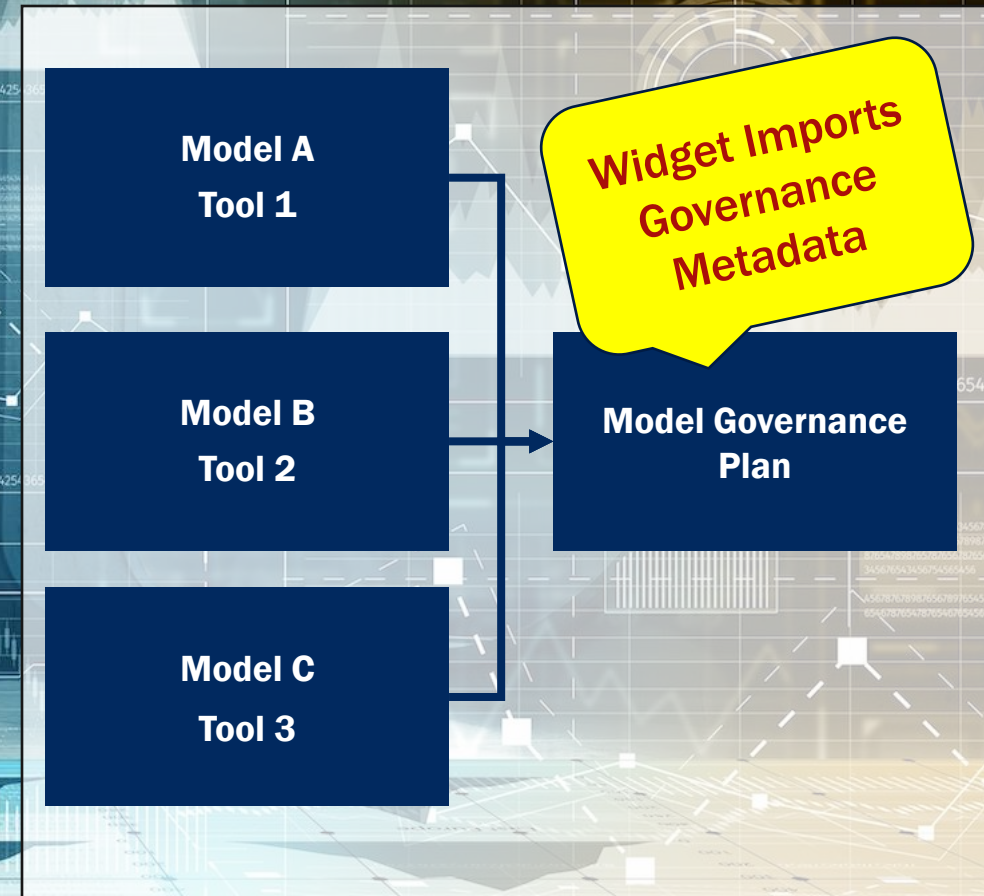 Model A
Tool 1
Widget Imports
Governance
Metadata
Model B
Tool 2
Model Governance
Plan
Model C
Tool 3